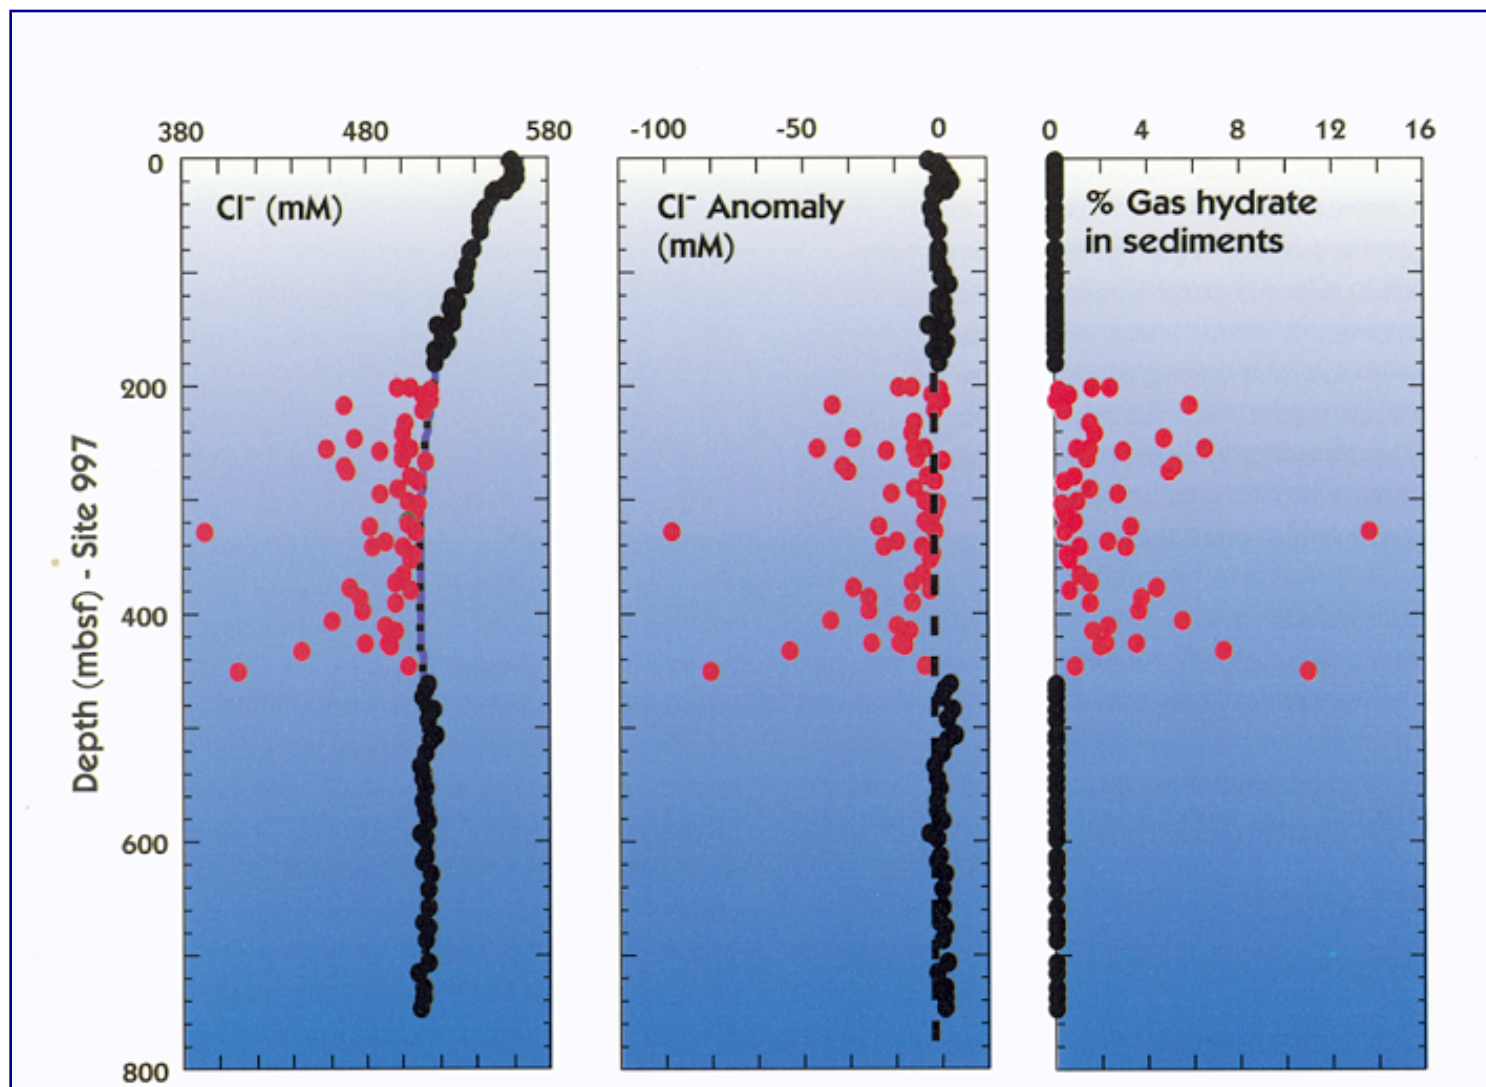 380 480 580
-100 -50 0
0 4 8 12 16
Cl⁻ (mM)
Cl⁻ Anomaly
(mM)
% Gas hydrate
in sediments
Depth (mbsf) - Site 997
0
200
400
600
800